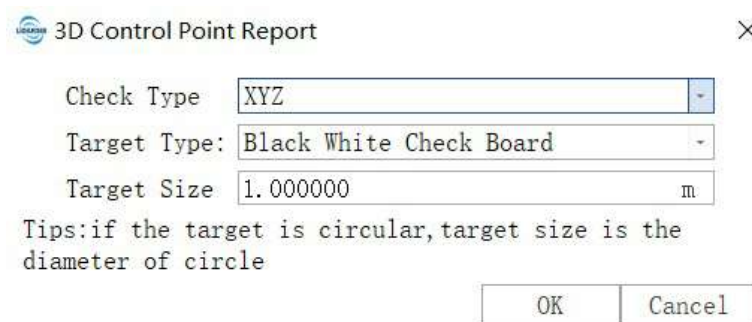 3D Control Point Report
Check Type XYZ
Target Type: Black White Check Board
Target Size 1.000000 m
Tips:if the target is circular,target size is the
diameter of circle
OK Cancel